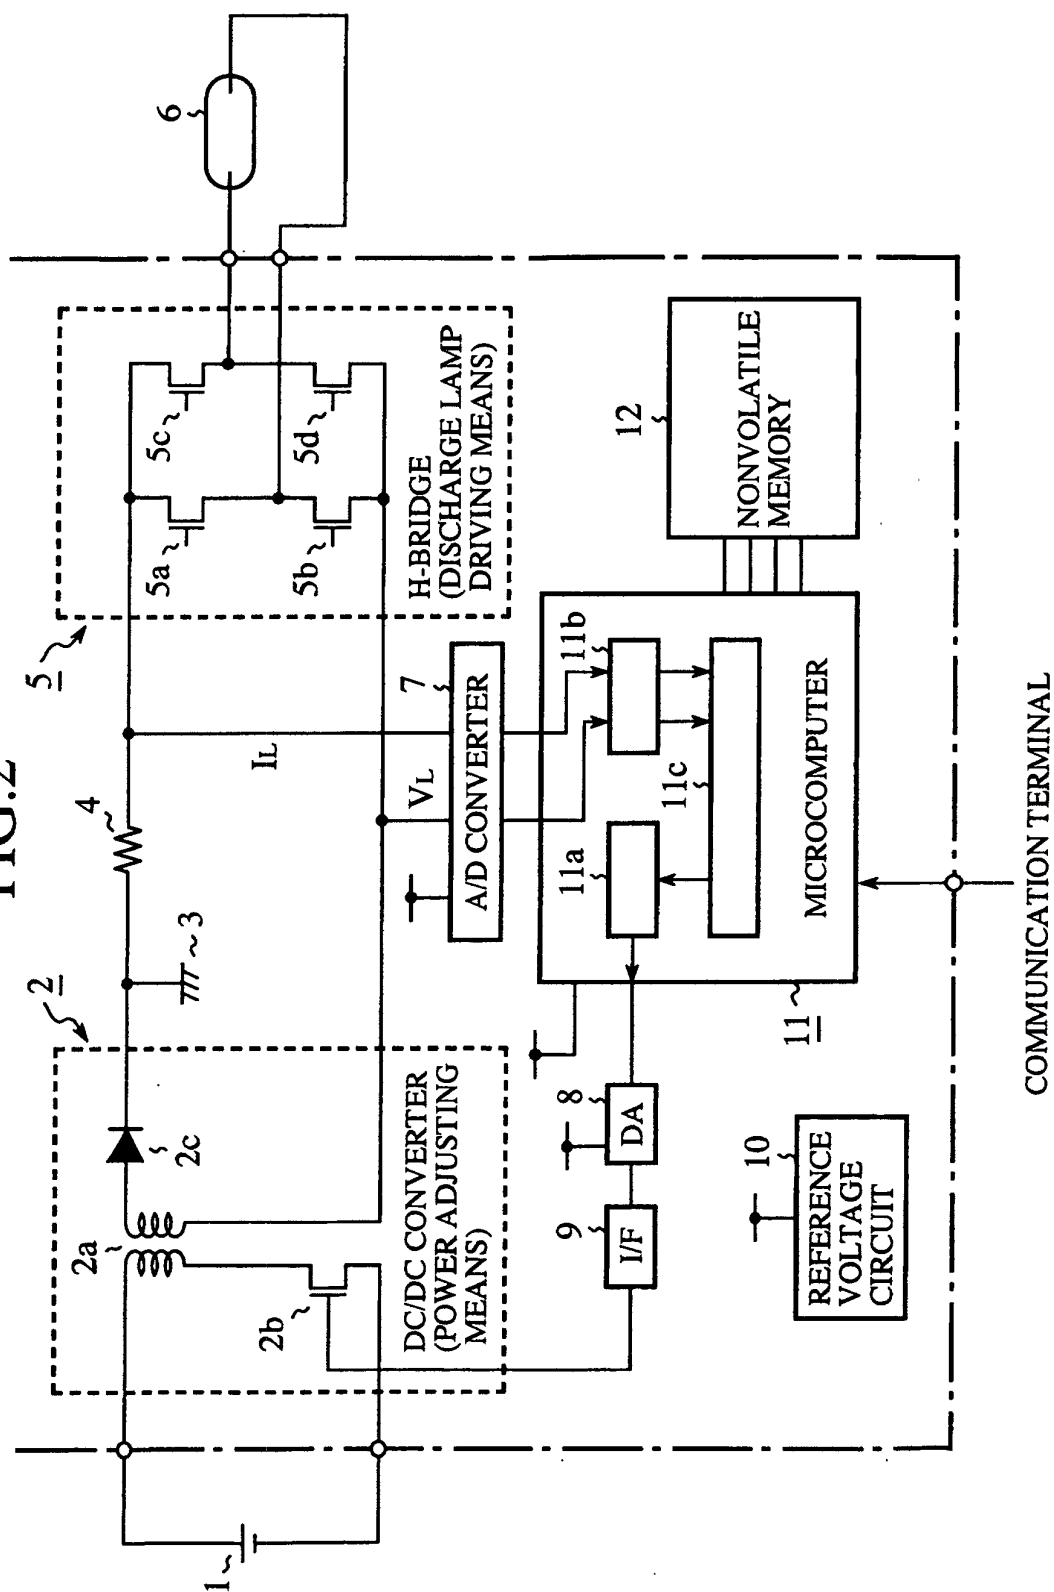 FIG.2
1
2
2a
2b
2c
DC/DC CONVERTER
(POWER ADJUSTING
MEANS)
3
4
5
5a
5b
5c
5d
H-BRIDGE
(DISCHARGE LAMP
DRIVING MEANS)
6
IL
VL
7
A/D CONVERTER
8
DA
9
I/F
10
REFERENCE
VOLTAGE
CIRCUIT
11
11a
11b
11c
MICROCOMPUTER
12
NONVOLATILE
MEMORY
COMMUNICATION TERMINAL